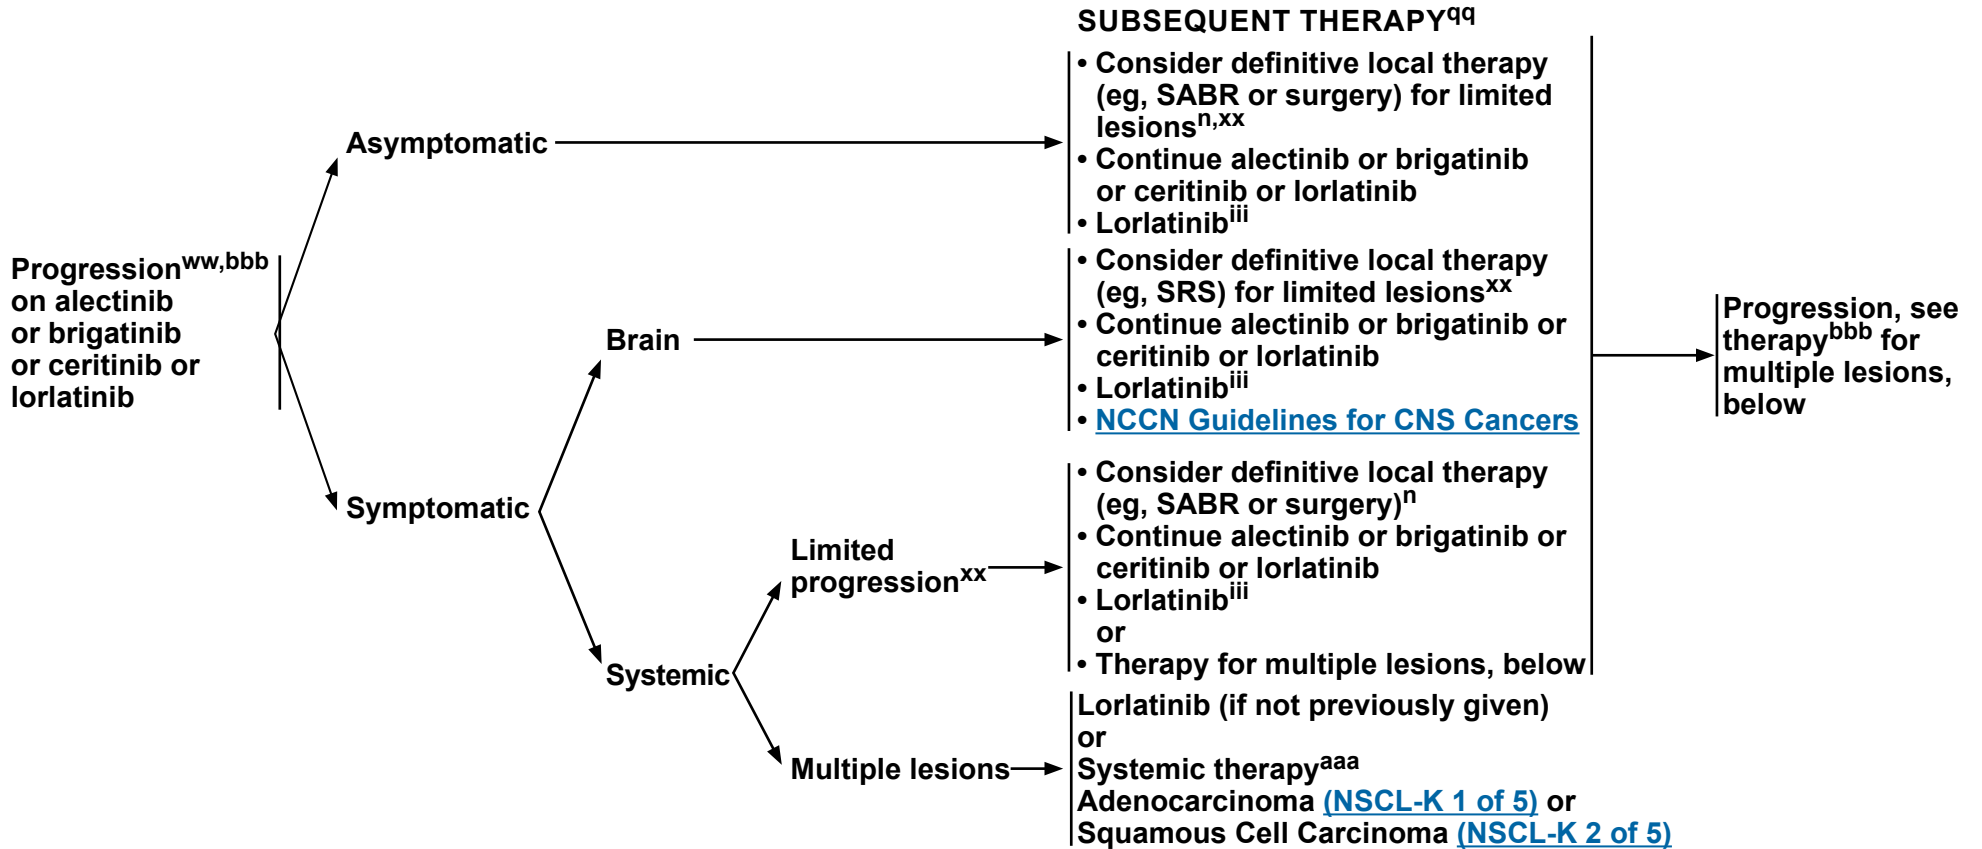 SUBSEQUENT THERAPYqq
Progressionww,bbb
on alectinib
or brigatinib
or ceritinib or
lorlatinib
Asymptomatic
• Consider definitive local therapy
(eg, SABR or surgery) for limited
lesionsn,xx
• Continue alectinib or brigatinib
or ceritinib or lorlatinib
• Lorlatinibiii
Symptomatic
Brain
• Consider definitive local therapy
(eg, SRS) for limited lesionsxx
• Continue alectinib or brigatinib or
ceritinib or lorlatinib
• Lorlatinibiii
• NCCN Guidelines for CNS Cancers
Systemic
Limited
progressionxx
• Consider definitive local therapy
(eg, SABR or surgery)n
• Continue alectinib or brigatinib or
ceritinib or lorlatinib
• Lorlatinibiii
or
• Therapy for multiple lesions, below
Multiple lesions
Lorlatinib (if not previously given)
or
Systemic therapyaaa
Adenocarcinoma (NSCL-K 1 of 5) or
Squamous Cell Carcinoma (NSCL-K 2 of 5)
Progression, see
therapybbb for
multiple lesions,
below